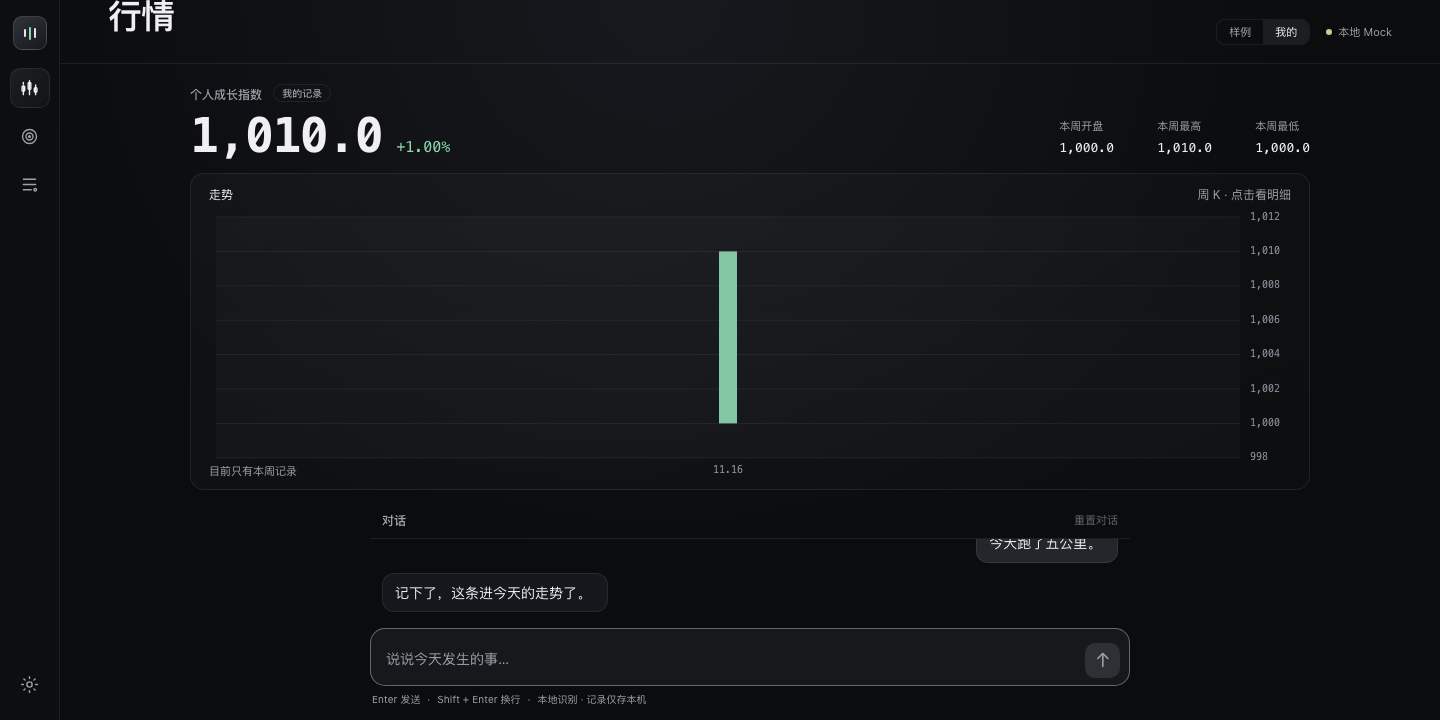 行情
样例 我的 本地 Mock
个人成长指数 我的记录
1,010.0 +1.00%
本周开盘 本周最高 本周最低
1,000.0 1,010.0 1,000.0
走势 周 K · 点击看明细
1,012
1,010
1,008
1,006
1,004
1,002
1,000
998
目前只有本周记录 11.16
对话 重置对话
今天跑了五公里。
记下了，这条进今天的走势了。
说说今天发生的事…
Enter 发送 · Shift + Enter 换行 · 本地识别 · 记录仅存本机